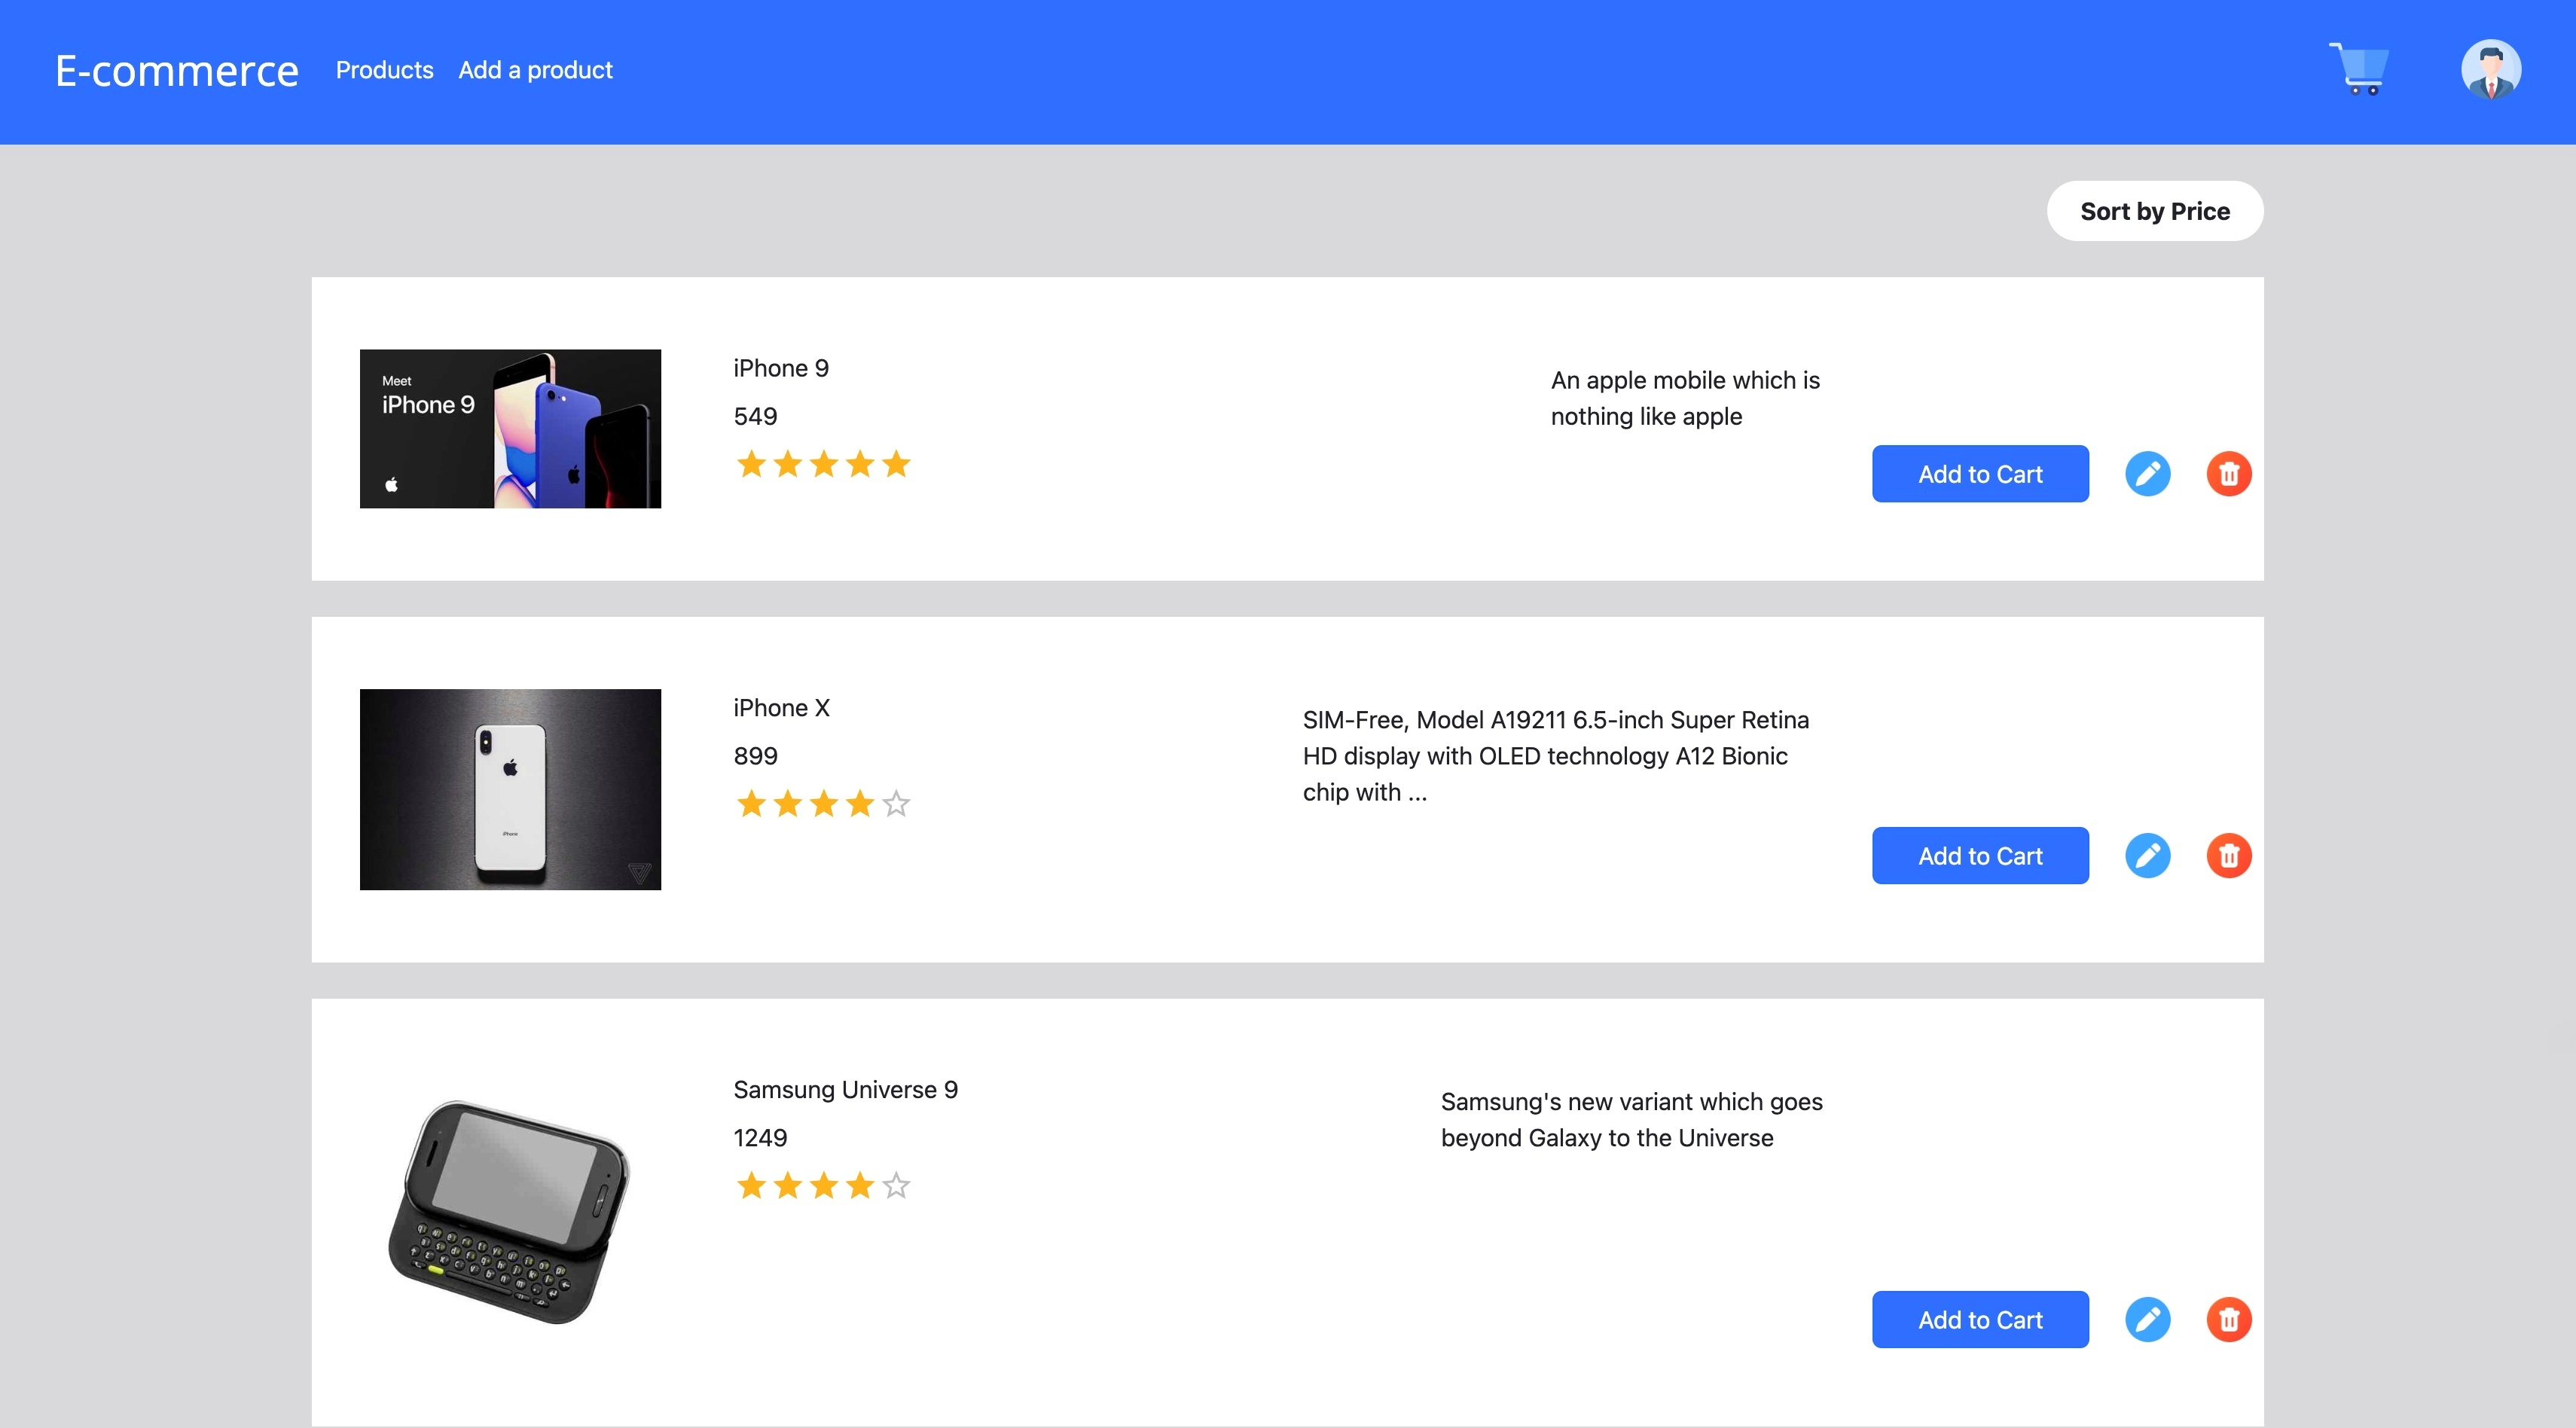 E-commerce
Products
Add a product
Sort by Price
Meet
iPhone 9
iPhone 9
549
An apple mobile which is
nothing like apple
Add to Cart
iPhone
iPhone X
899
SIM-Free, Model A19211 6.5-inch Super Retina
HD display with OLED technology A12 Bionic
chip with ...
Add to Cart
Samsung Universe 9
1249
Samsung's new variant which goes
beyond Galaxy to the Universe
Add to Cart